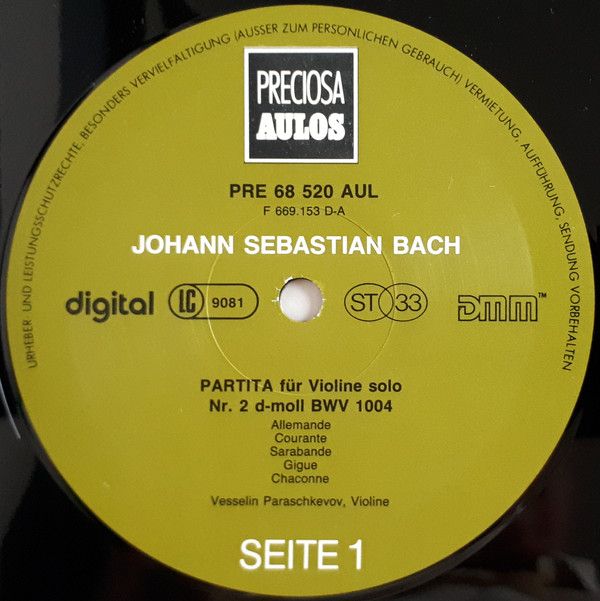 URHEBER- UND LEISTUNGSSCHUTZRECHTE, BESONDERS VERVIELFÄLTIGUNG (AUSSER ZUM PERSÖNLICHEN GEBRAUCH) VERMIETUNG, AUFFÜHRUNG, SENDUNG VORBEHALTEN
PRECIOSA
AULOS
PRE 68 520 AUL
F 669.153 D-A
JOHANN SEBASTIAN BACH
digital LC 9081 ST 33 DMM™
PARTITA für Violine solo
Nr. 2 d-moll BWV 1004
Allemande
Courante
Sarabande
Gigue
Chaconne
Vesselin Paraschkevov, Violine
SEITE 1